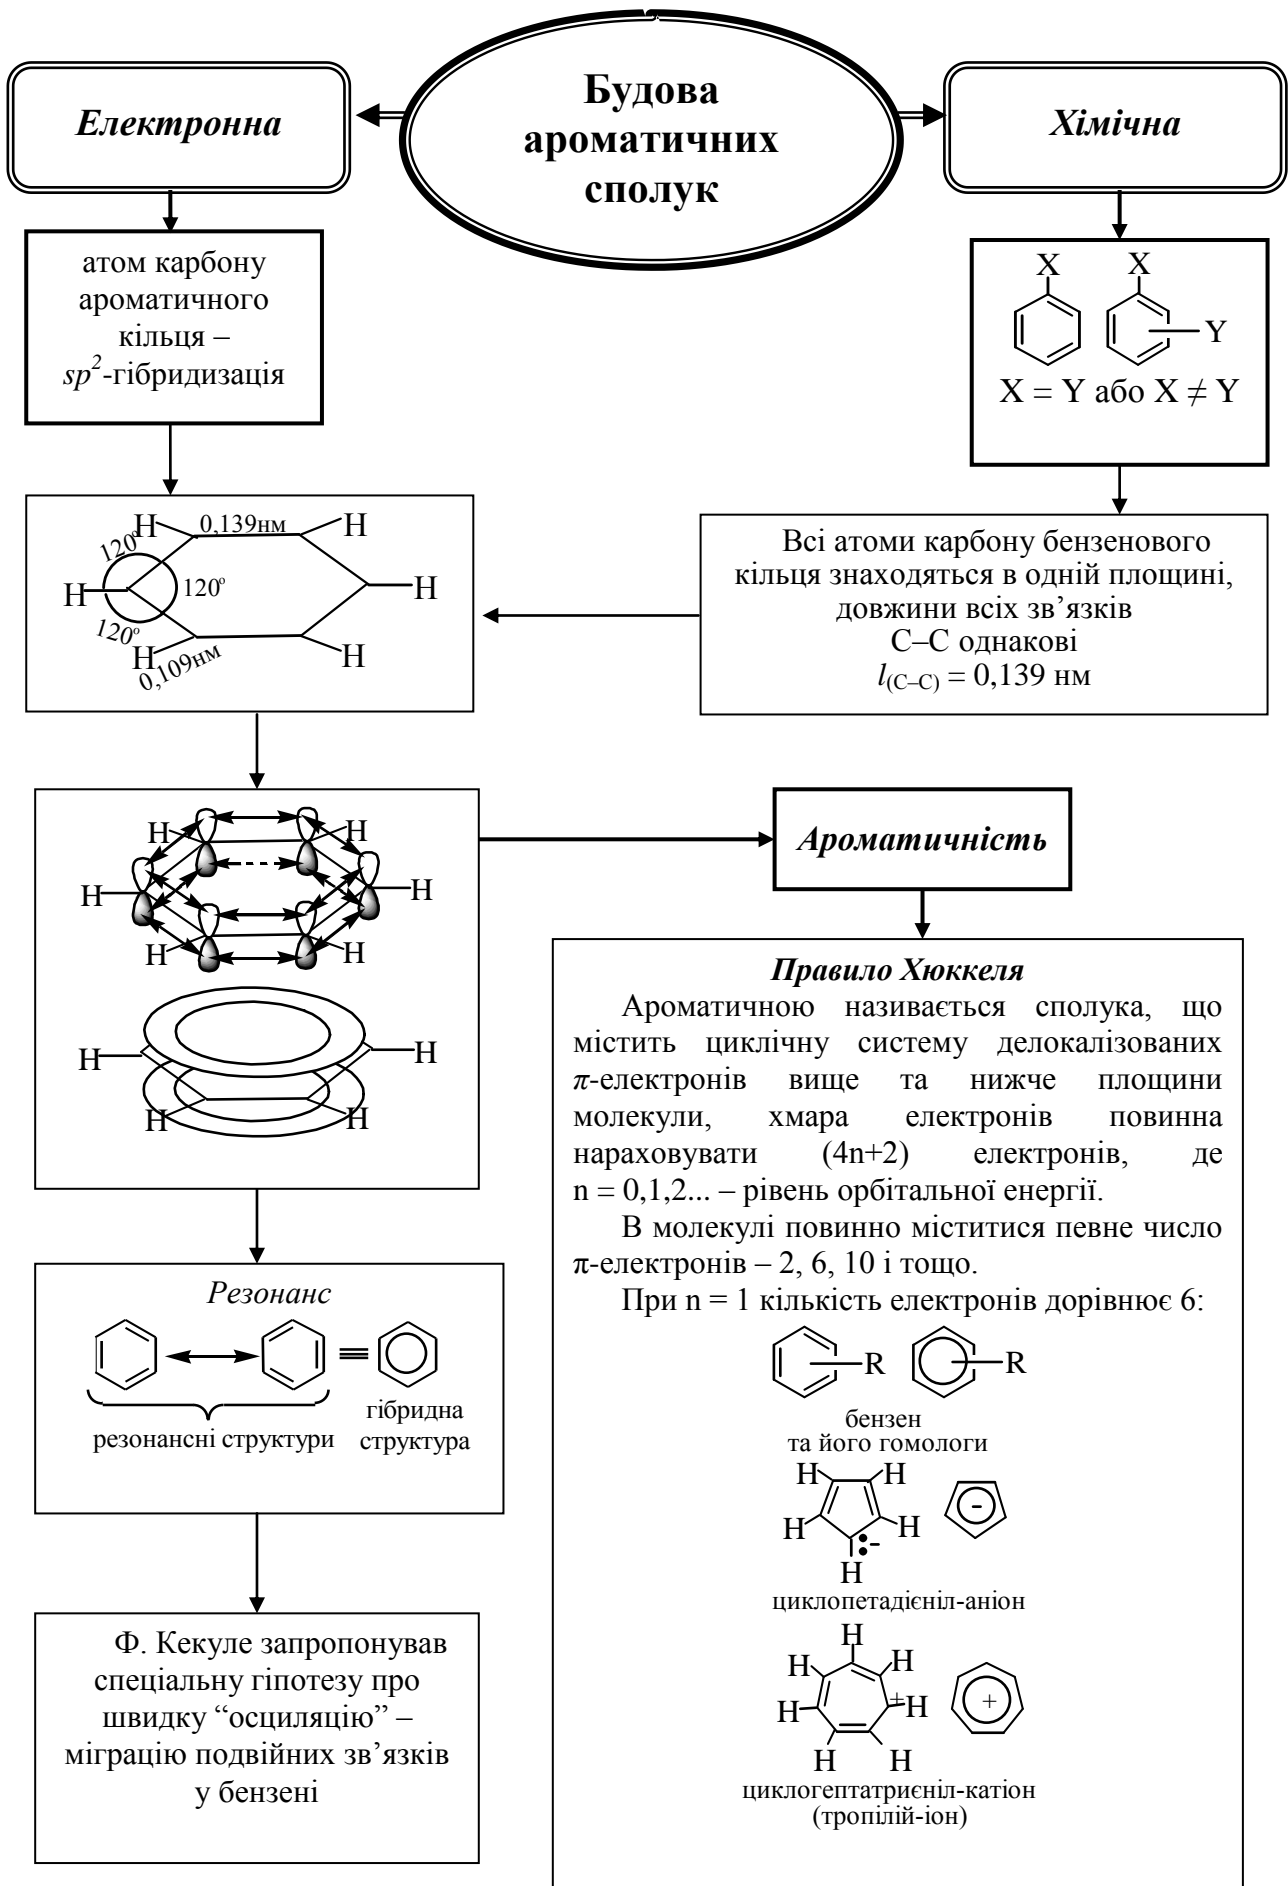 Будова
ароматичних
сполук
Електронна
Хімічна
атом карбону
ароматичного
кільця –
sp²-гібридизація
X
X
Y
X = Y або X ≠ Y
H
0,139нм
H
120º
H
120º
H
120º
H
0,109нм
H
Всі атоми карбону бензенового
кільця знаходяться в одній площині,
довжини всіх зв’язків
C–C однакові
l(C–C) = 0,139 нм
H
H
H
H
H
H
H
H
H
H
Ароматичність
Правило Хюккеля
Ароматичною називається сполука, що
містить циклічну систему делокалізованих
π-електронів вище та нижче площини
молекули, хмара електронів повинна
нараховувати (4n+2) електронів, де
n = 0,1,2... – рівень орбітальної енергії.
В молекулі повинно міститися певне число
π-електронів – 2, 6, 10 і тощо.
При n = 1 кількість електронів дорівнює 6:
R
R
бензен
та його гомологи
H
H
H
H
-
H
-
циклопетадієніл-аніон
H
H
H
H
+
H
+
H
H
циклогептатриєніл-катіон
(тропілій-іон)
Резонанс
резонансні структури
гібридна
структура
Ф. Кекуле запропонував
спеціальну гіпотезу про
швидку “осциляцію” –
міграцію подвійних зв’язків
у бензені